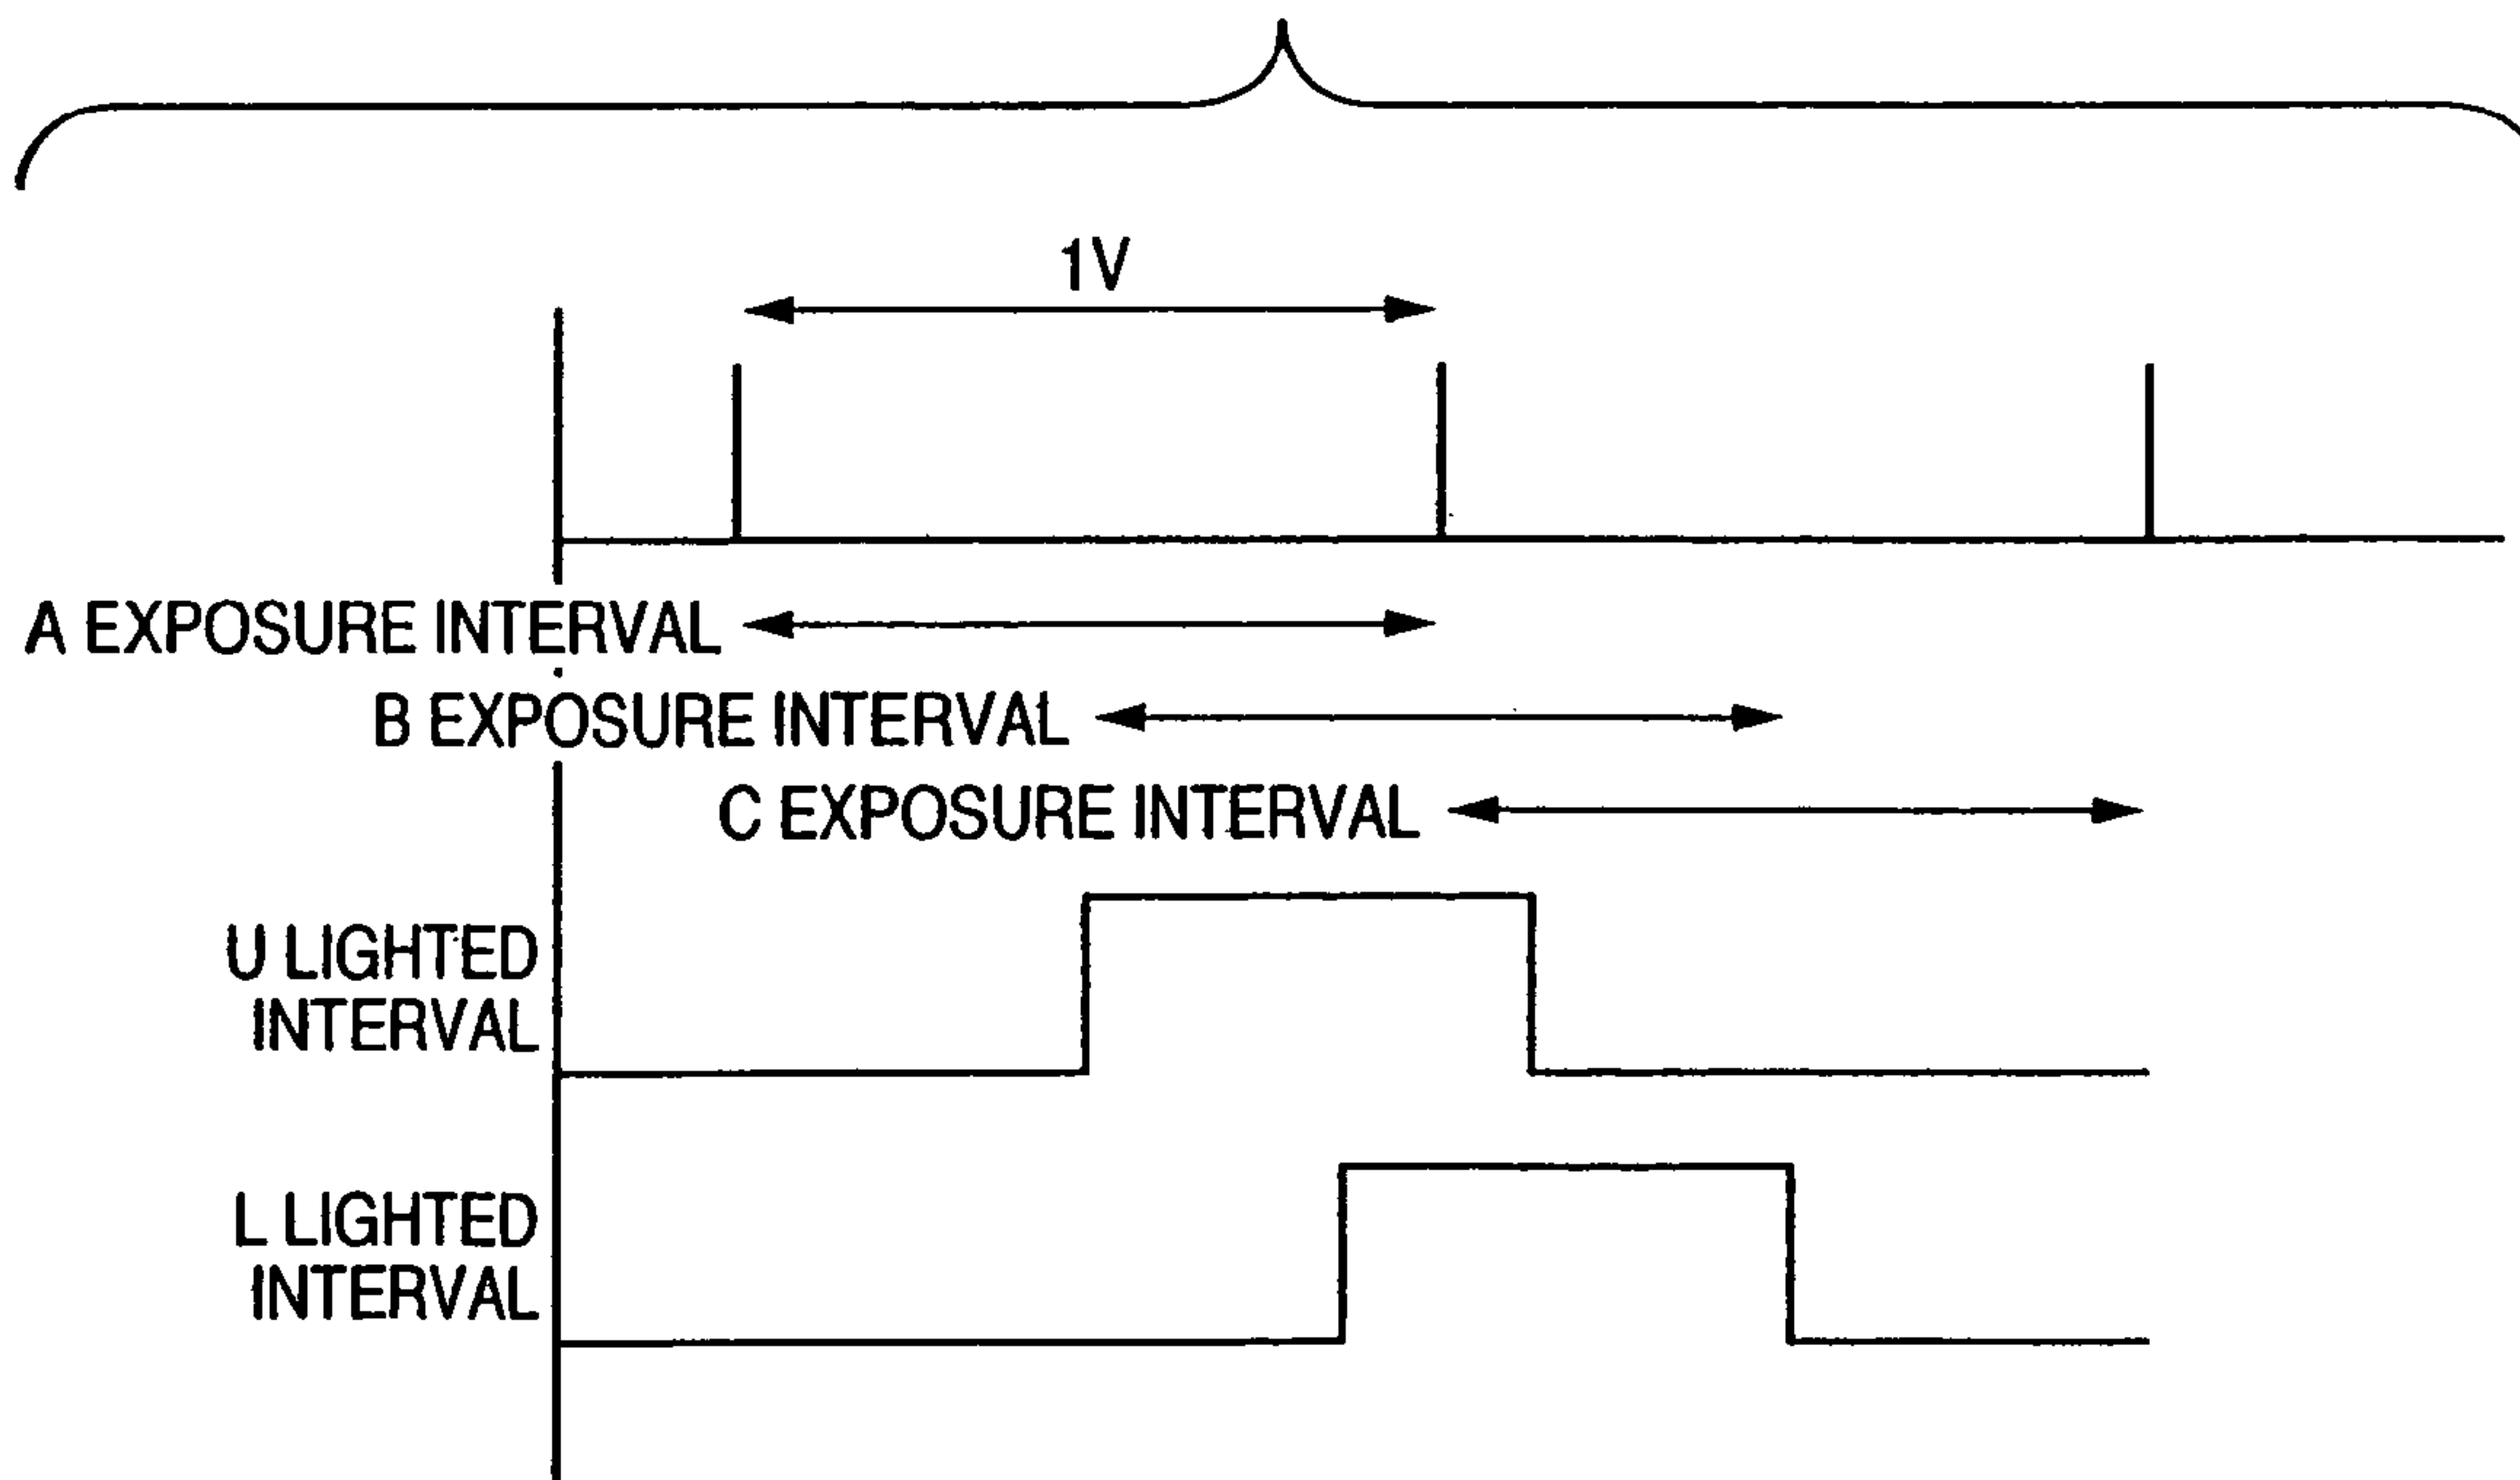 1V
A EXPOSURE INTERVAL
B EXPOSURE INTERVAL
C EXPOSURE INTERVAL
U LIGHTED
INTERVAL
L LIGHTED
INTERVAL